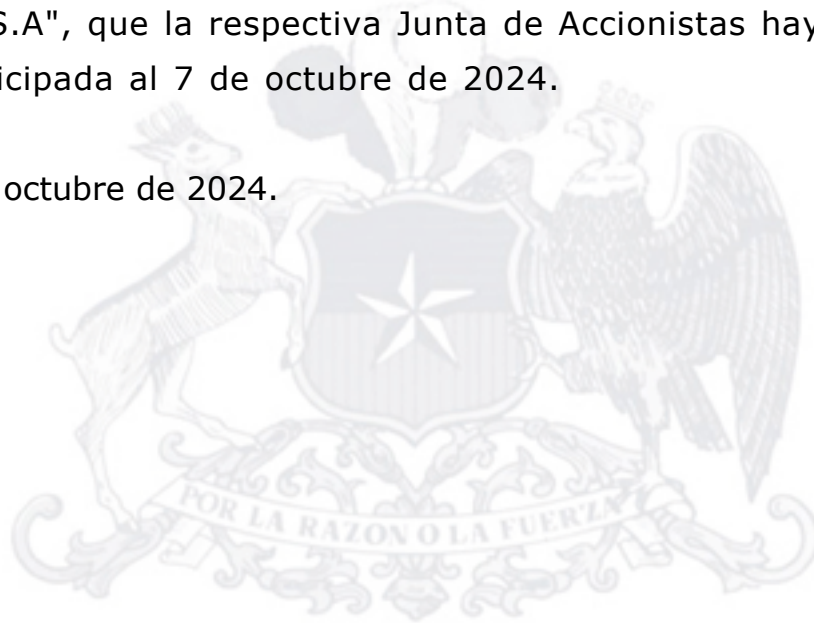 S.A", que la respectiva Junta de Accionistas hay
icipada al 7 de octubre de 2024.
octubre de 2024.
POR LA RAZON O LA FUERZA